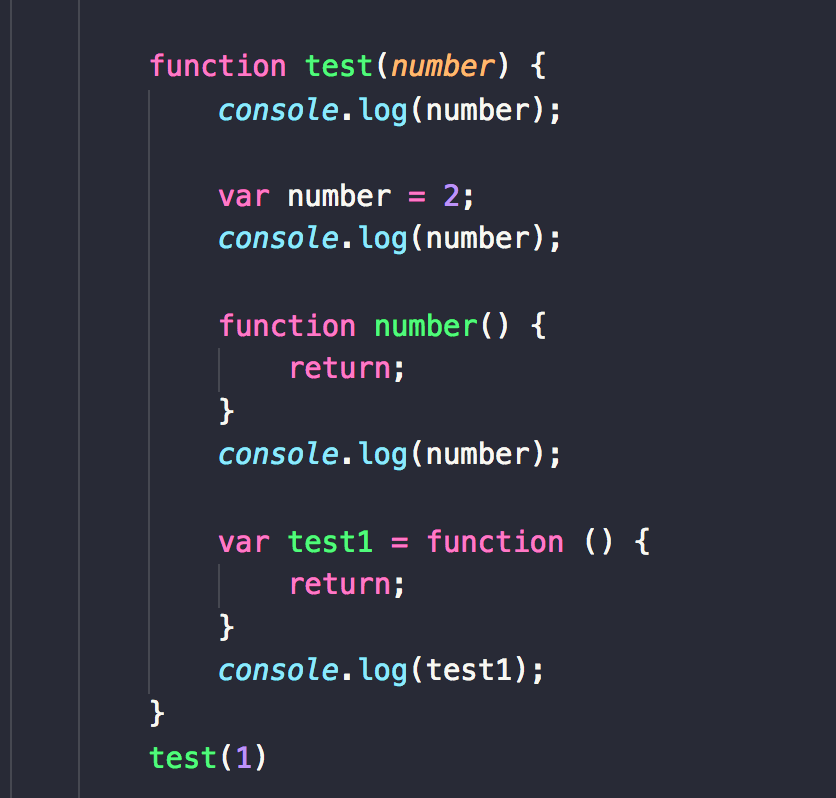 function test(number) {
    console.log(number);

    var number = 2;
    console.log(number);

    function number() {
        return;
    }
    console.log(number);

    var test1 = function () {
        return;
    }
    console.log(test1);
}
test(1)